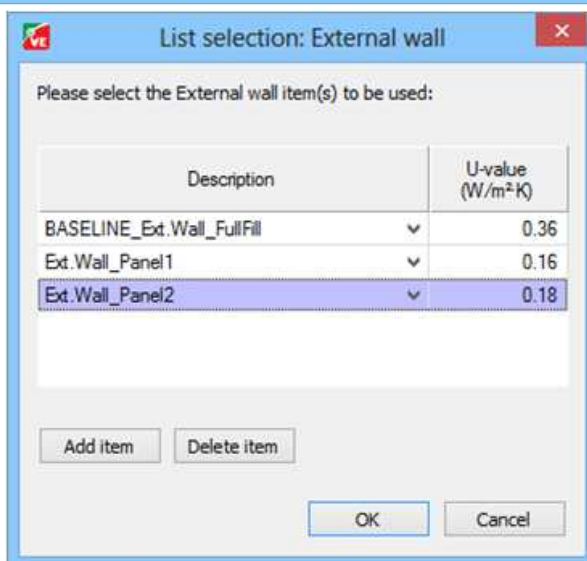 VE
List selection: External wall
Please select the External wall item(s) to be used:
Description
U-value
(W/m²·K)
BASELINE_Ext.Wall_FullFill 0.36
Ext.Wall_Panel1 0.16
Ext.Wall_Panel2 0.18
Add item Delete item
OK Cancel